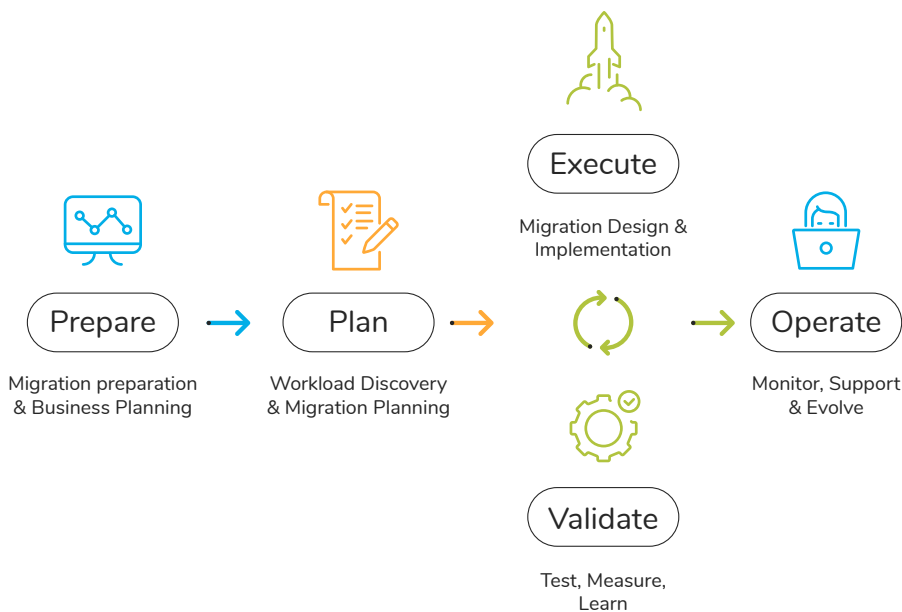 Prepare
Migration preparation
& Business Planning
Plan
Workload Discovery
& Migration Planning
Execute
Migration Design &
Implementation
Validate
Test, Measure,
Learn
Operate
Monitor, Support
& Evolve